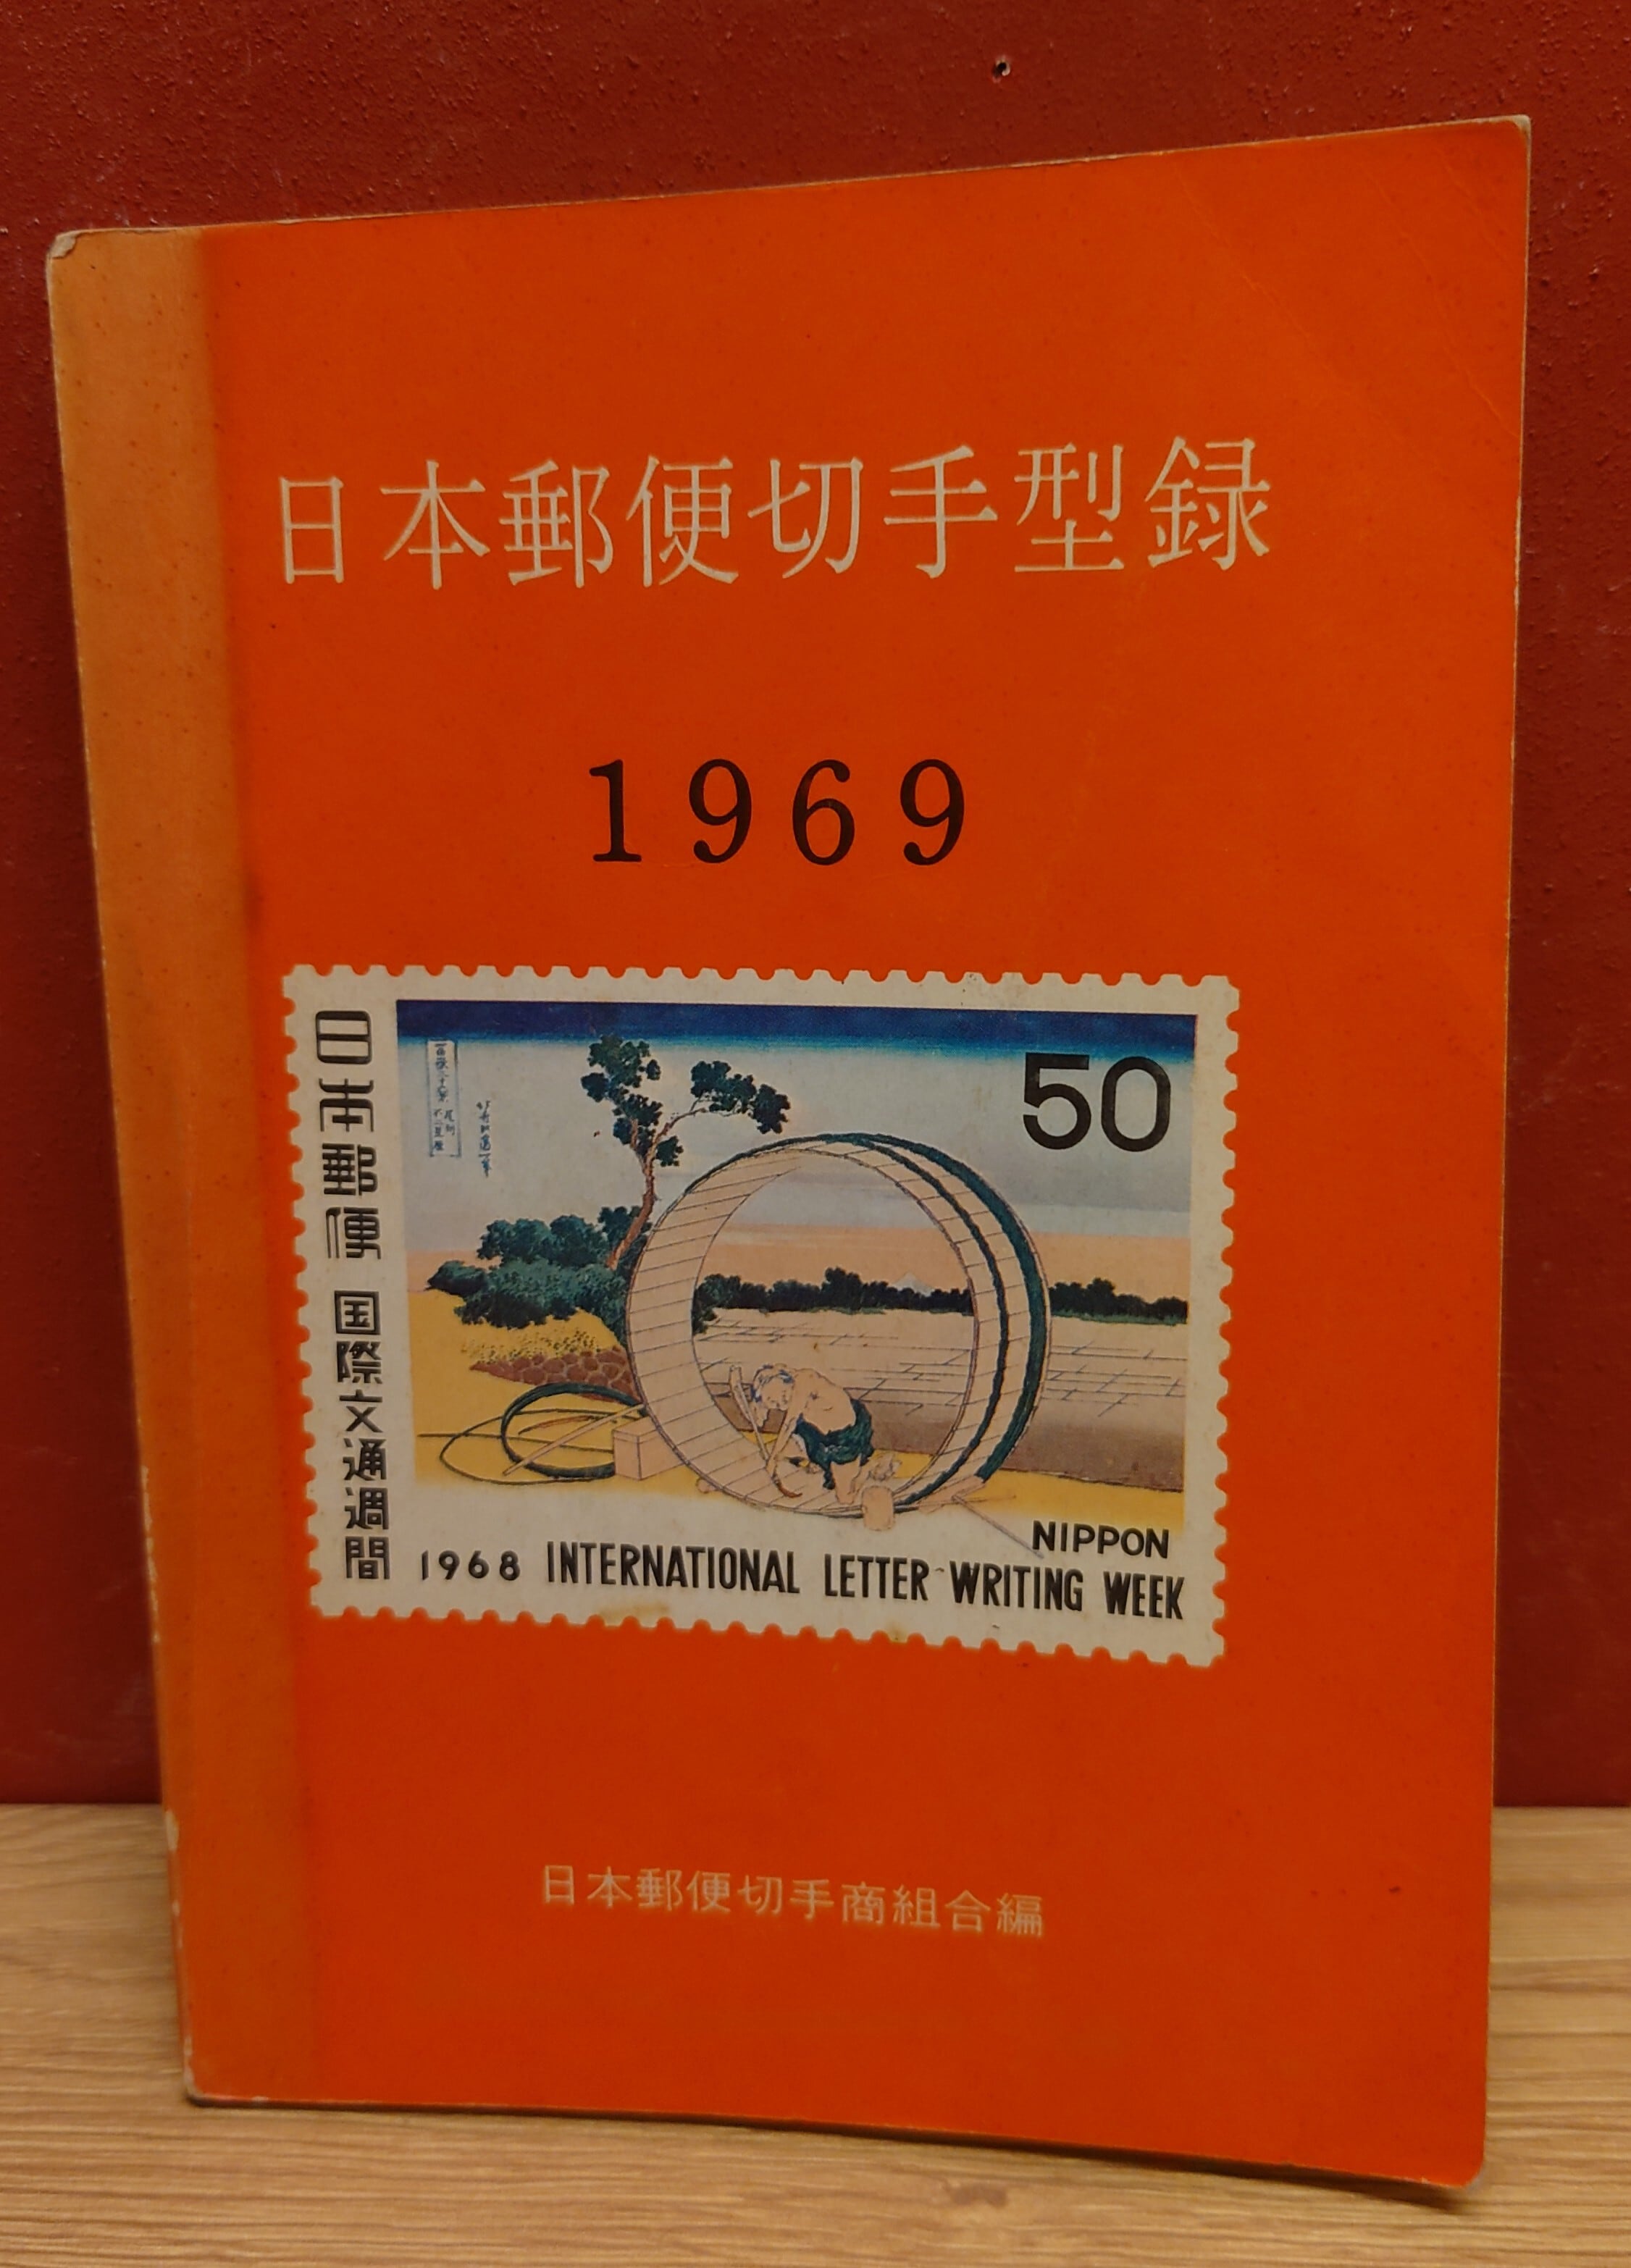 日本郵便切手型録
1969
日本郵便 国際文通週間
50
NIPPON
1968 INTERNATIONAL LETTER WRITING WEEK
日本郵便切手商組合編